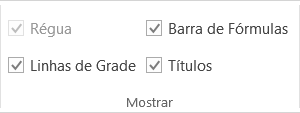 Régua
Barra de Fórmulas
Linhas de Grade
Títulos
Mostrar